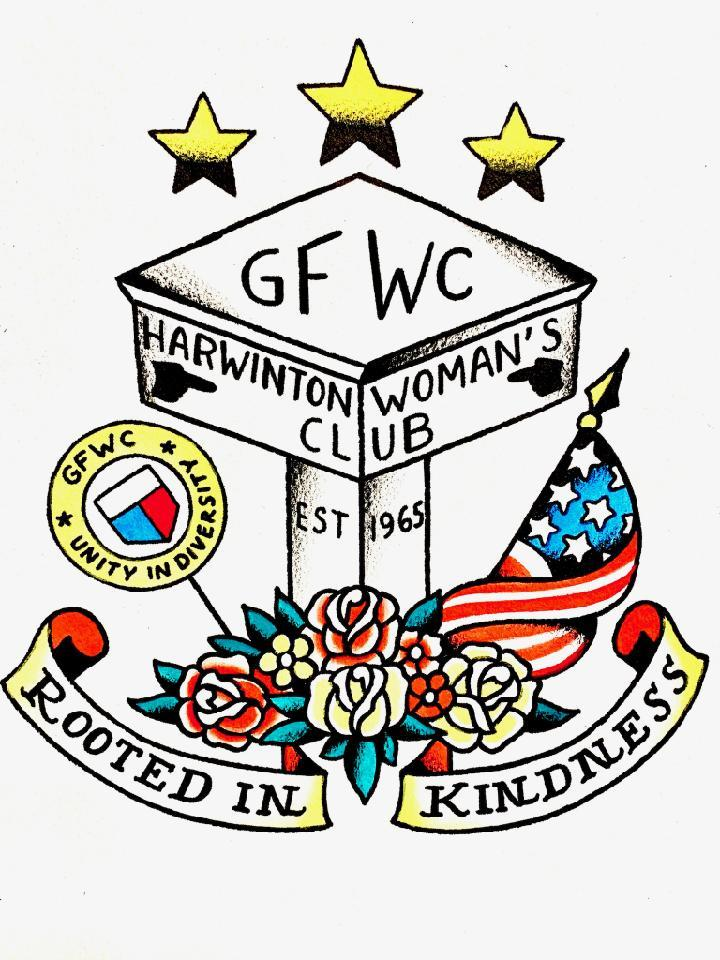 GFWC
HARWINTON WOMAN'S
CLUB
EST 1965
GFWC * UNITY IN DIVERSITY *
ROOTED IN KINDNESS